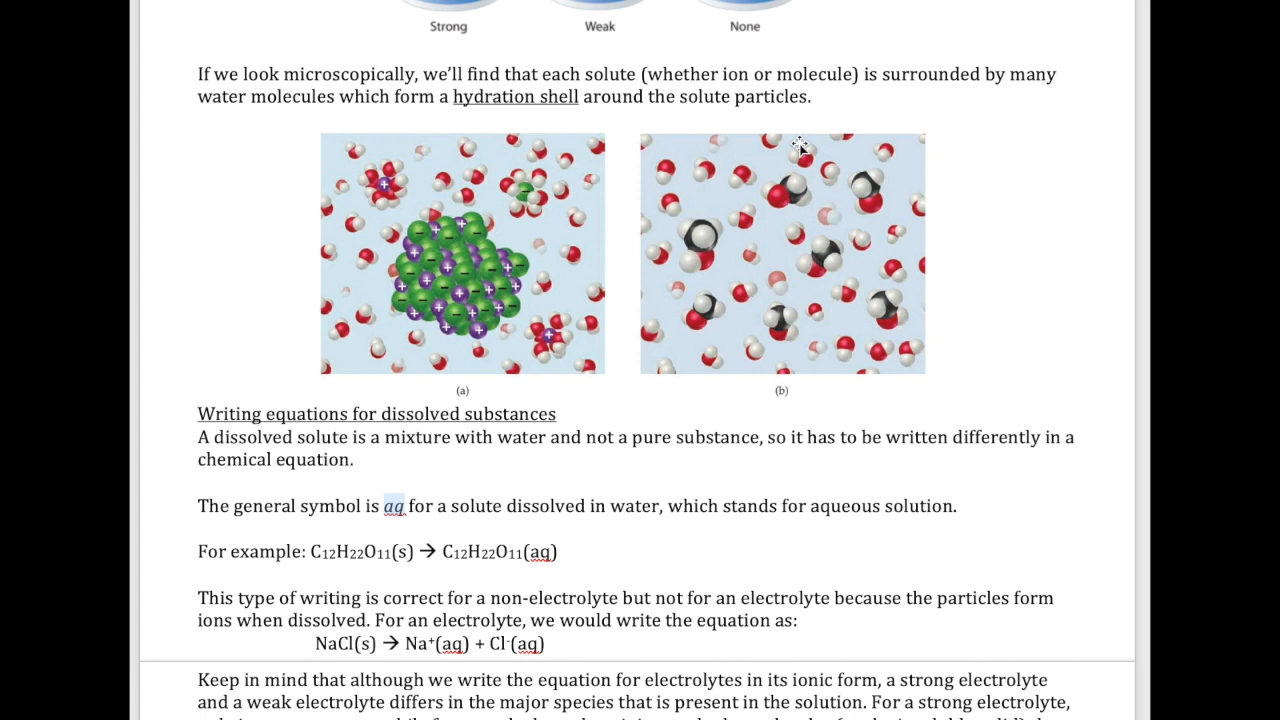 Strong Weak None
If we look microscopically, we’ll find that each solute (whether ion or molecule) is surrounded by many
water molecules which form a hydration shell around the solute particles.
(a) (b)
Writing equations for dissolved substances
A dissolved solute is a mixture with water and not a pure substance, so it has to be written differently in a
chemical equation.
The general symbol is aq for a solute dissolved in water, which stands for aqueous solution.
For example: C₁₂H₂₂O₁₁(s) → C₁₂H₂₂O₁₁(aq)
This type of writing is correct for a non-electrolyte but not for an electrolyte because the particles form
ions when dissolved. For an electrolyte, we would write the equation as:
NaCl(s) → Na⁺(aq) + Cl⁻(aq)
Keep in mind that although we write the equation for electrolytes in its ionic form, a strong electrolyte
and a weak electrolyte differs in the major species that is present in the solution. For a strong electrolyte,